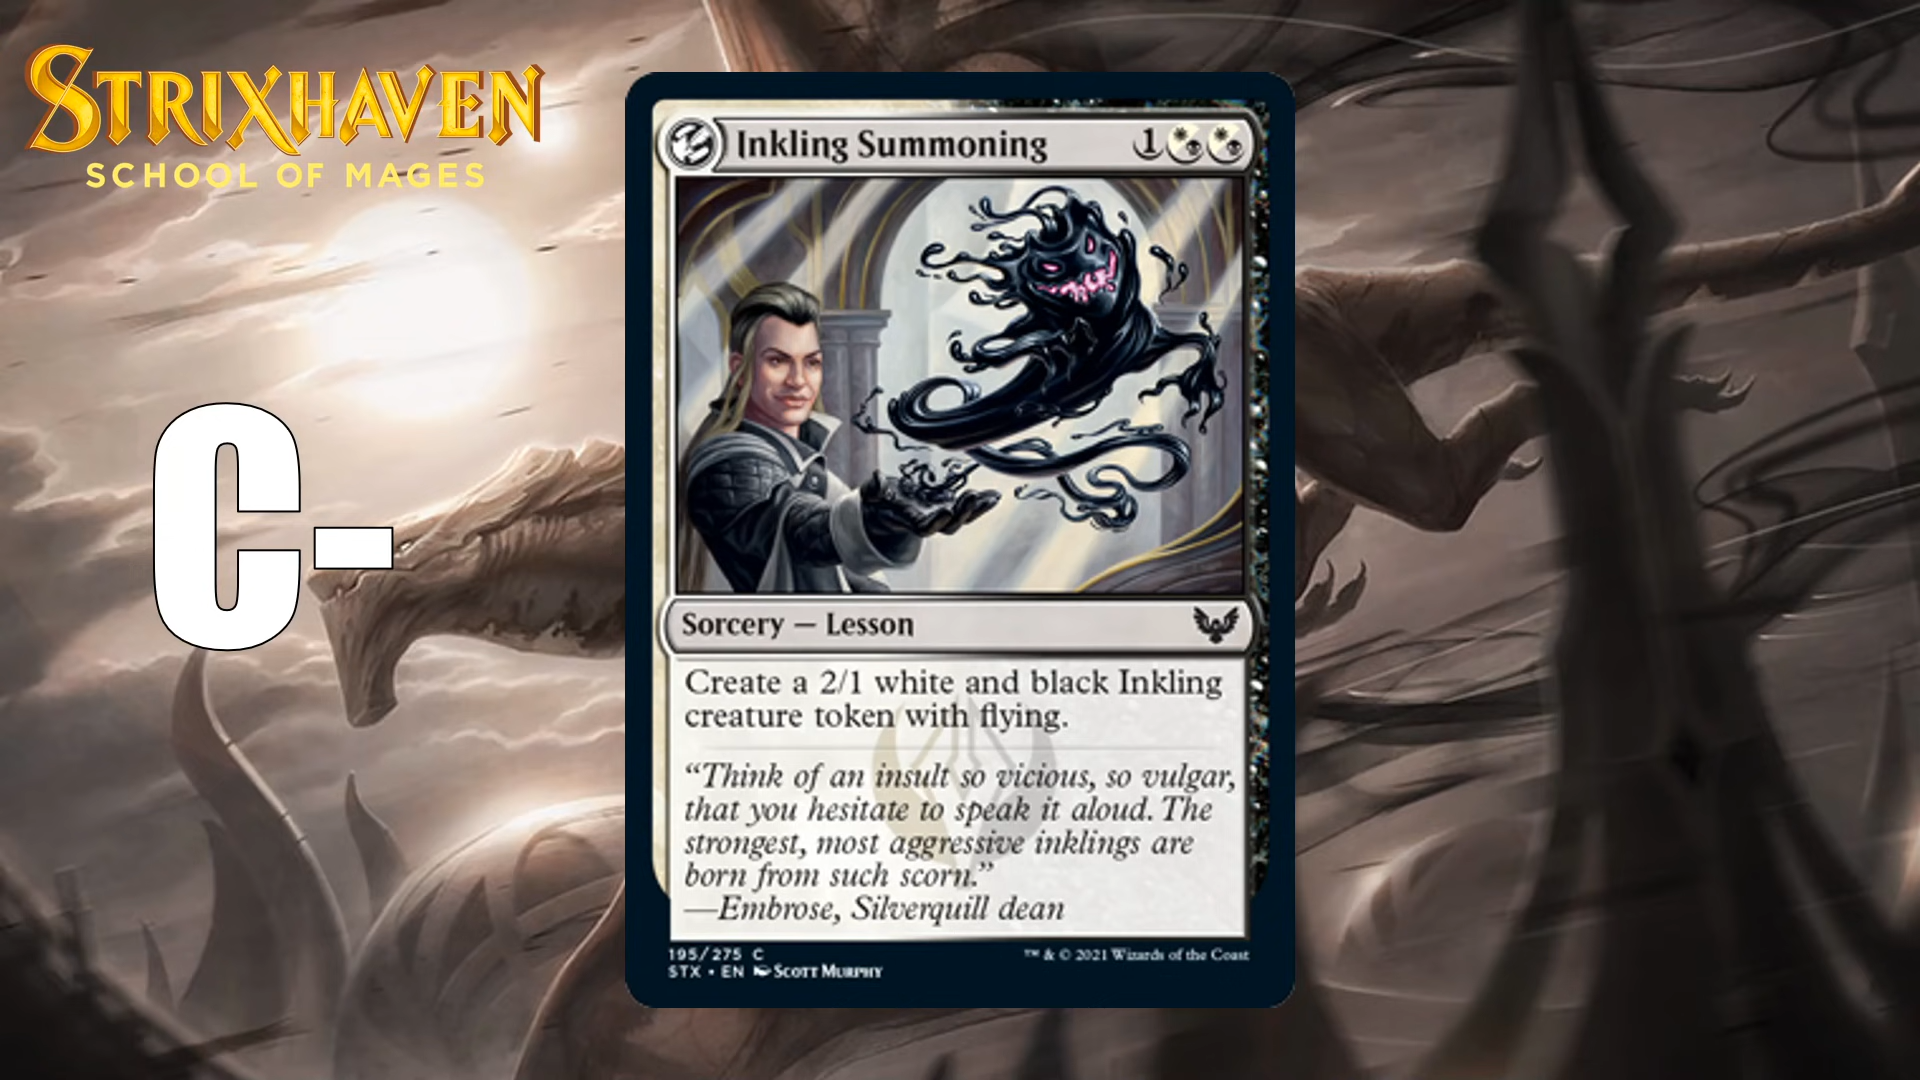 STRIXHAVEN
SCHOOL OF MAGES
C-
Inkling Summoning 1
Sorcery — Lesson
Create a 2/1 white and black Inkling
creature token with flying.
“Think of an insult so vicious, so vulgar,
that you hesitate to speak it aloud. The
strongest, most aggressive inklings are
born from such scorn.”
—Embrose, Silverquill dean
195/275 C
STX • EN Scott Murphy
™ & © 2021 Wizards of the Coast